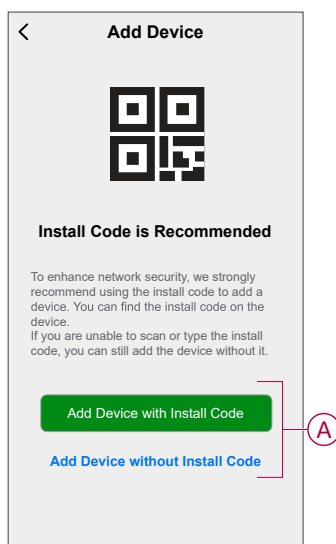 Add Device
Install Code is Recommended
To enhance network security, we strongly
recommend using the install code to add a
device. You can find the install code on the
device.
If you are unable to scan or type the install
code, you can still add the device without it.
Add Device with Install Code
A
Add Device without Install Code